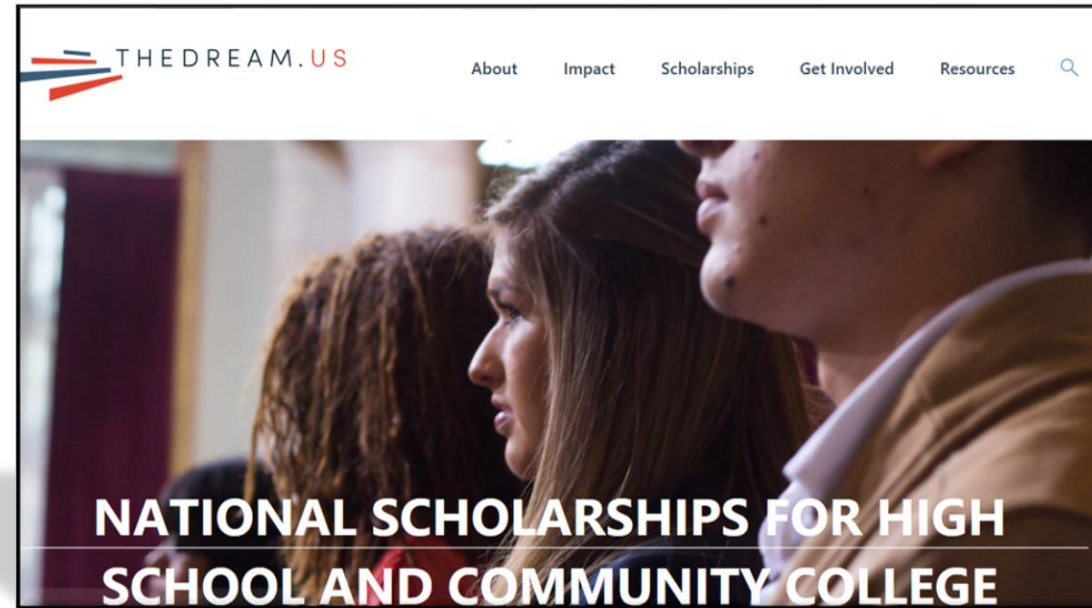 THEDREAM.US
About Impact Scholarships Get Involved Resources
NATIONAL SCHOLARSHIPS FOR HIGH
SCHOOL AND COMMUNITY COLLEGE